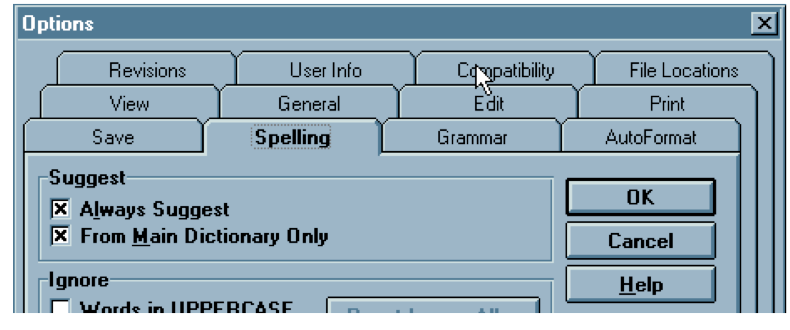 Options
Revisions User Info Compatibility File Locations
View General Edit Print
Save Spelling Grammar AutoFormat
Suggest
Always Suggest
From Main Dictionary Only
OK
Cancel
Help
Ignore
Words in UPPERCASE